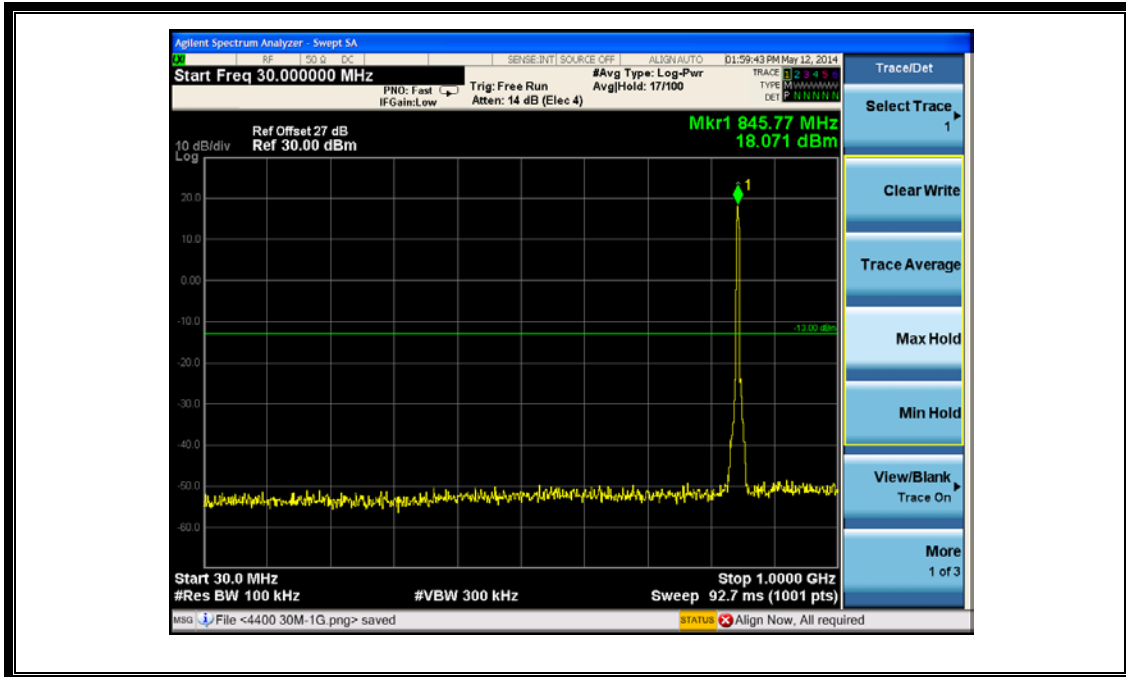 Agilent Spectrum Analyzer - Swept SA
LXI RF 50 Ω DC SENSE:INT SOURCE OFF ALIGN AUTO 01:59:43 PM May 12, 2014
Start Freq 30.000000 MHz
PNO: Fast
IFGain:Low
Trig: Free Run
Atten: 14 dB (Elec 4)
#Avg Type: Log-Pwr
Avg|Hold: 17/100
TRACE 1 2 3 4 5 6
TYPE M
DET P N N N N N
Mkr1 845.77 MHz
18.071 dBm
Ref Offset 27 dB
10 dB/div Ref 30.00 dBm
Log
1
20.0
10.0
0.00
-10.0
-13.00 dBm
-20.0
-30.0
-40.0
-50.0
-60.0
Start 30.0 MHz
Stop 1.0000 GHz
#Res BW 100 kHz
#VBW 300 kHz
Sweep 92.7 ms (1001 pts)
MSG File <4400 30M-1G.png> saved
STATUS Align Now, All required
Trace/Det
Select Trace
1
Clear Write
Trace Average
Max Hold
Min Hold
View/Blank
Trace On
More
1 of 3